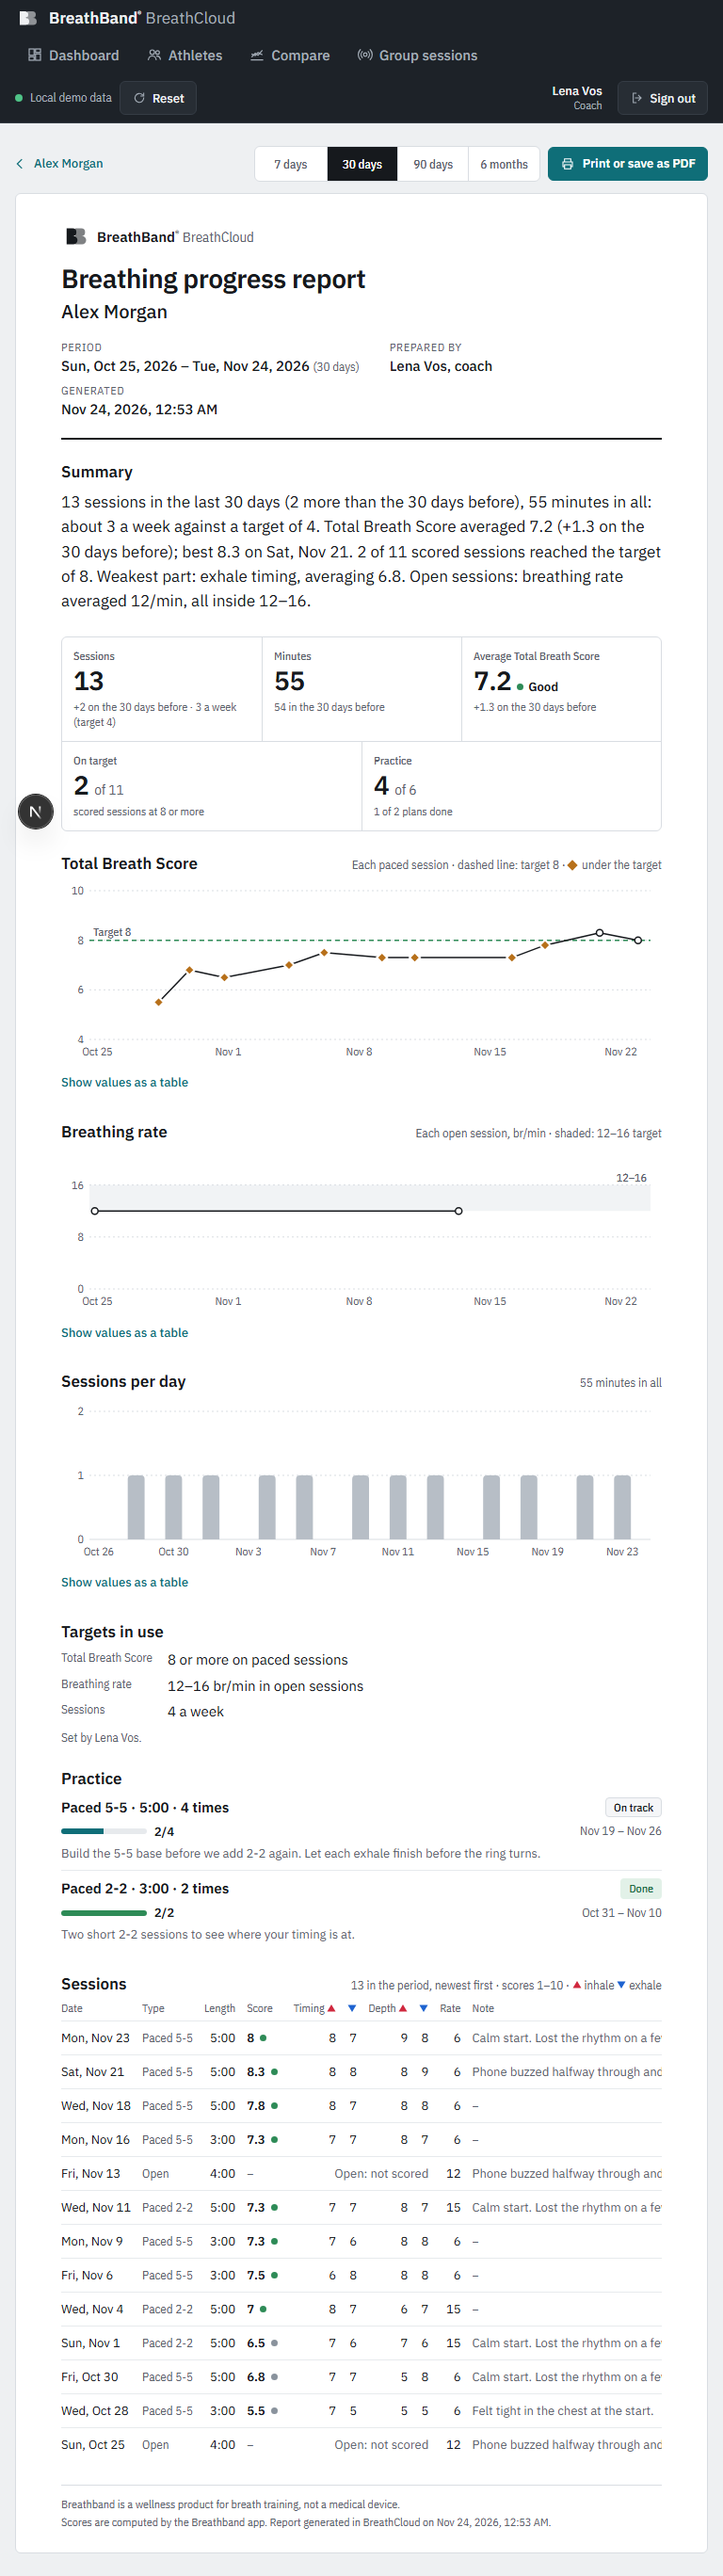 BreathBand® BreathCloud
Dashboard Athletes Compare Group sessions
Local demo data Reset Lena Vos Coach Sign out
Alex Morgan 7 days 30 days 90 days 6 months Print or save as PDF
BreathBand® BreathCloud
Breathing progress report
Alex Morgan
PERIOD PREPARED BY
Sun, Oct 25, 2026 – Tue, Nov 24, 2026 (30 days) Lena Vos, coach
GENERATED
Nov 24, 2026, 12:53 AM
Summary
13 sessions in the last 30 days (2 more than the 30 days before), 55 minutes in all:
about 3 a week against a target of 4. Total Breath Score averaged 7.2 (+1.3 on the
30 days before); best 8.3 on Sat, Nov 21. 2 of 11 scored sessions reached the target
of 8. Weakest part: exhale timing, averaging 6.8. Open sessions: breathing rate
averaged 12/min, all inside 12–16.
Sessions Minutes Average Total Breath Score
13 55 7.2 Good
+2 on the 30 days before · 3 a week 54 in the 30 days before +1.3 on the 30 days before
(target 4)
On target Practice
2 of 11 4 of 6
scored sessions at 8 or more 1 of 2 plans done
N
Total Breath Score Each paced session · dashed line: target 8 · ◆ under the target
10
Target 8
8
6
4
Oct 25 Nov 1 Nov 8 Nov 15 Nov 22
Show values as a table
Breathing rate Each open session, br/min · shaded: 12–16 target
12–16
16
8
0
Oct 25 Nov 1 Nov 8 Nov 15 Nov 22
Show values as a table
Sessions per day 55 minutes in all
2
1
0
Oct 26 Oct 30 Nov 3 Nov 7 Nov 11 Nov 15 Nov 19 Nov 23
Show values as a table
Targets in use
Total Breath Score 8 or more on paced sessions
Breathing rate 12–16 br/min in open sessions
Sessions 4 a week
Set by Lena Vos.
Practice
Paced 5-5 · 5:00 · 4 times On track
2/4 Nov 19 – Nov 26
Build the 5-5 base before we add 2-2 again. Let each exhale finish before the ring turns.
Paced 2-2 · 3:00 · 2 times Done
2/2 Oct 31 – Nov 10
Two short 2-2 sessions to see where your timing is at.
Sessions 13 in the period, newest first · scores 1–10 · ▲ inhale ▼ exhale
Date Type Length Score Timing ▲ ▼ Depth ▲ ▼ Rate Note
Mon, Nov 23 Paced 5-5 5:00 8 8 7 9 8 6 Calm start. Lost the rhythm on a fe
Sat, Nov 21 Paced 5-5 5:00 8.3 8 8 8 9 6 Phone buzzed halfway through and
Wed, Nov 18 Paced 5-5 5:00 7.8 8 7 8 8 6 –
Mon, Nov 16 Paced 5-5 3:00 7.3 7 7 8 7 6 –
Fri, Nov 13 Open 4:00 – Open: not scored 12 Phone buzzed halfway through and
Wed, Nov 11 Paced 2-2 5:00 7.3 7 7 8 7 15 Calm start. Lost the rhythm on a fe
Mon, Nov 9 Paced 5-5 3:00 7.3 7 6 8 8 6 –
Fri, Nov 6 Paced 5-5 3:00 7.5 6 8 8 8 6 –
Wed, Nov 4 Paced 2-2 5:00 7 8 7 6 7 15 –
Sun, Nov 1 Paced 2-2 5:00 6.5 7 6 7 6 15 Calm start. Lost the rhythm on a fe
Fri, Oct 30 Paced 5-5 5:00 6.8 7 7 5 8 6 Calm start. Lost the rhythm on a fe
Wed, Oct 28 Paced 5-5 3:00 5.5 7 5 5 5 6 Felt tight in the chest at the start.
Sun, Oct 25 Open 4:00 – Open: not scored 12 Phone buzzed halfway through and
Breathband is a wellness product for breath training, not a medical device.
Scores are computed by the Breathband app. Report generated in BreathCloud on Nov 24, 2026, 12:53 AM.